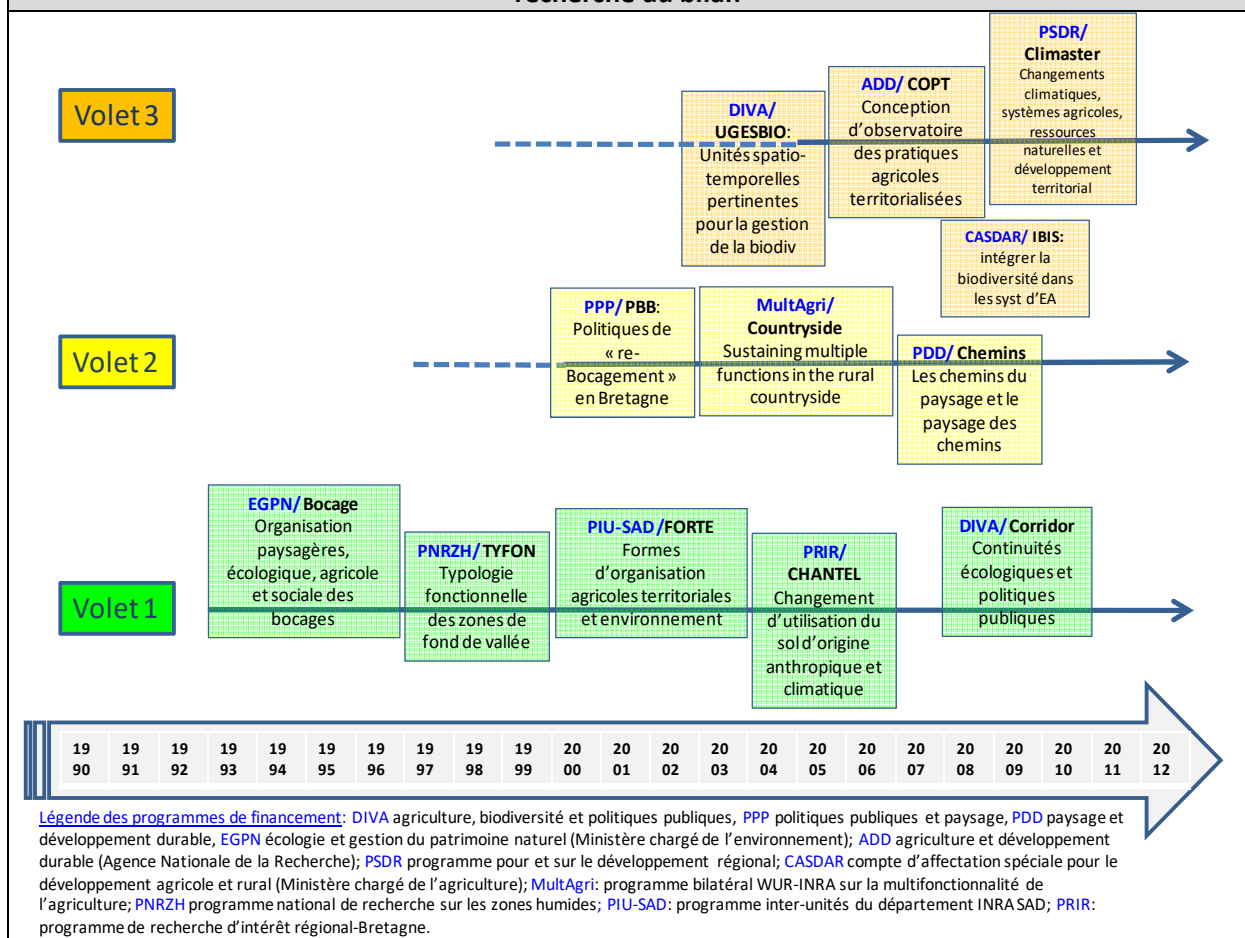 recherche du bilan
Volet 3
DIVA/
UGESBIO:
Unités spatio-
temporelles
pertinentes
pour la gestion
de la biodiv
ADD/ COPT
Conception
d’observatoire
des pratiques
agricoles
territorialisées
PSDR/
Climaster
Changements
climatiques,
systèmes agricoles,
ressources
naturelles et
développement
territorial
CASDAR/ IBIS:
intégrer la
biodiversité dans
les syst d’EA
Volet 2
PPP/ PBB:
Politiques de
« re-
Bocagement »
en Bretagne
MultAgri/
Countryside
Sustaining multiple
functions in the rural
countryside
PDD/ Chemins
Les chemins du
paysage et le
paysage des
chemins
Volet 1
EGPN/ Bocage
Organisation
paysagères,
écologique, agricole
et sociale des
bocages
PNRZH/ TYFON
Typologie
fonctionnelle
des zones de
fond de vallée
PIU-SAD /FORTE
Formes
d’organisation
agricoles territoriales
et environnement
PRIR/
CHANTEL
Changement
d’utilisation du
sol d’origine
anthropique et
climatique
DIVA/ Corridor
Continuités
écologiques et
politiques
publiques
19 19 19 19 19 19 19 19 19 19 20 20 20 20 20 20 20 20 20 20 20 20 20
90 91 92 93 94 95 96 97 98 99 00 01 02 03 04 05 06 07 08 09 10 11 12
Légende des programmes de financement: DIVA agriculture, biodiversité et politiques publiques, PPP politiques publiques et paysage, PDD paysage et
développement durable, EGPN écologie et gestion du patrimoine naturel (Ministère chargé de l’environnement); ADD agriculture et développement
durable (Agence Nationale de la Recherche); PSDR programme pour et sur le développement régional; CASDAR compte d’affectation spéciale pour le
développement agricole et rural (Ministère chargé de l’agriculture); MultAgri: programme bilatéral WUR-INRA sur la multifonctionnalité de
l’agriculture; PNRZH programme national de recherche sur les zones humides; PIU-SAD: programme inter-unités du département INRA SAD; PRIR:
programme de recherche d’intérêt régional-Bretagne.